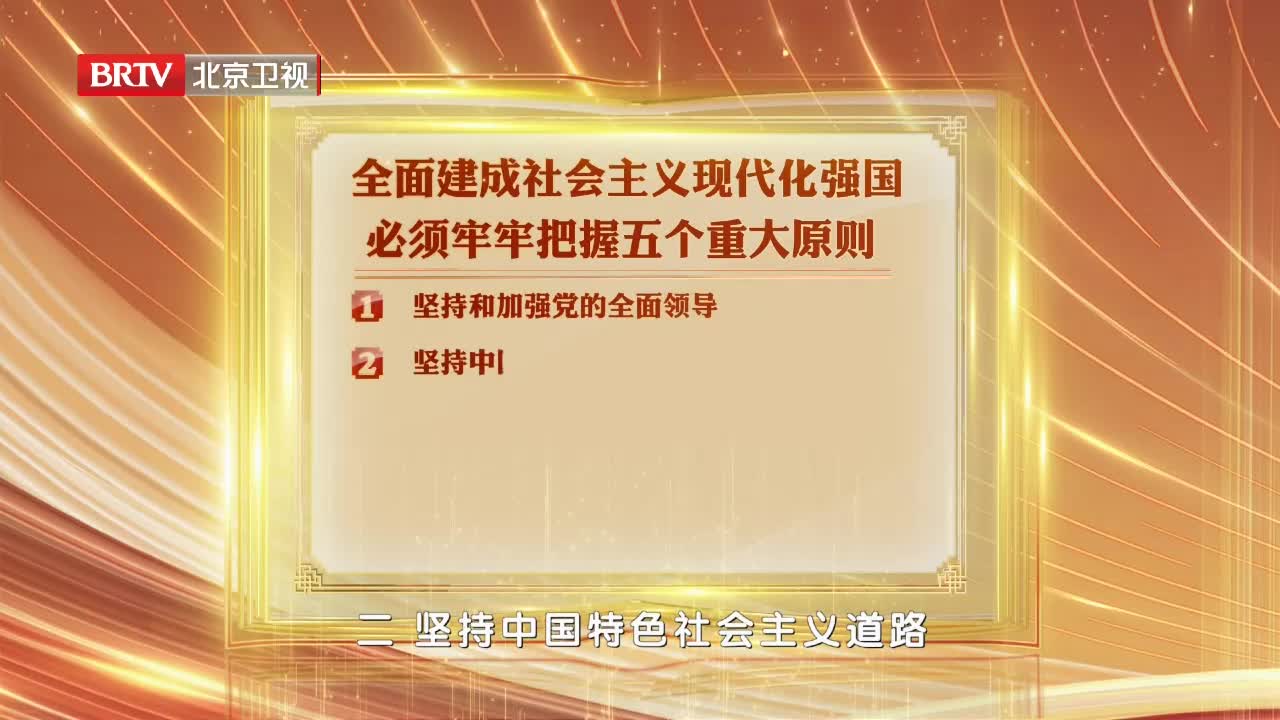 BRTV 北京卫视
全面建成社会主义现代化强国
必须牢牢把握五个重大原则
1 坚持和加强党的全面领导
2 坚持中
二 坚持中国特色社会主义道路